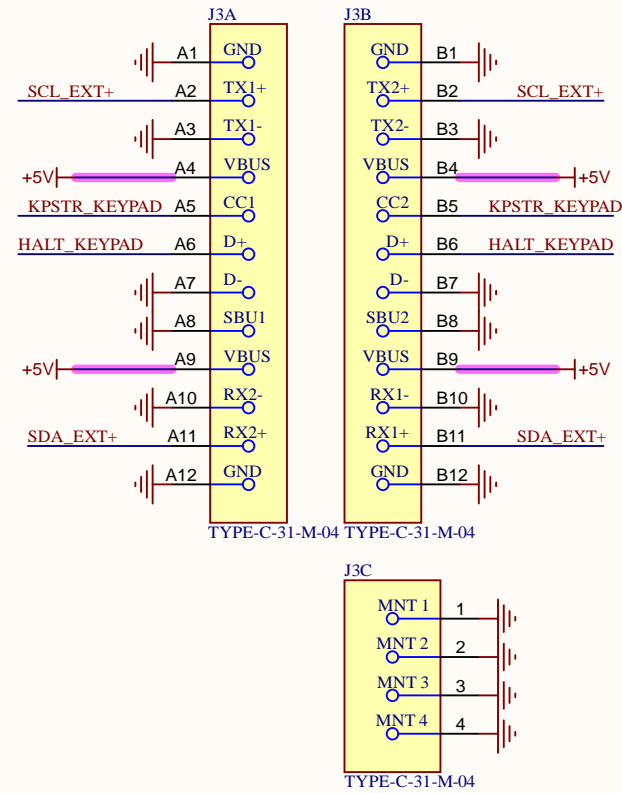 J3A J3B
A1 GND GND B1
SCL_EXT+ A2 TX1+ TX2+ B2 SCL_EXT+
A3 TX1- TX2- B3
+5V A4 VBUS VBUS B4 +5V
KPSTR_KEYPAD A5 CC1 CC2 B5 KPSTR_KEYPAD
HALT_KEYPAD A6 D+ D+ B6 HALT_KEYPAD
A7 D- D- B7
A8 SBU1 SBU2 B8
+5V A9 VBUS VBUS B9 +5V
A10 RX2- RX1- B10
SDA_EXT+ A11 RX2+ RX1+ B11 SDA_EXT+
A12 GND GND B12
TYPE-C-31-M-04 TYPE-C-31-M-04
J3C
MNT 1 1
MNT 2 2
MNT 3 3
MNT 4 4
TYPE-C-31-M-04